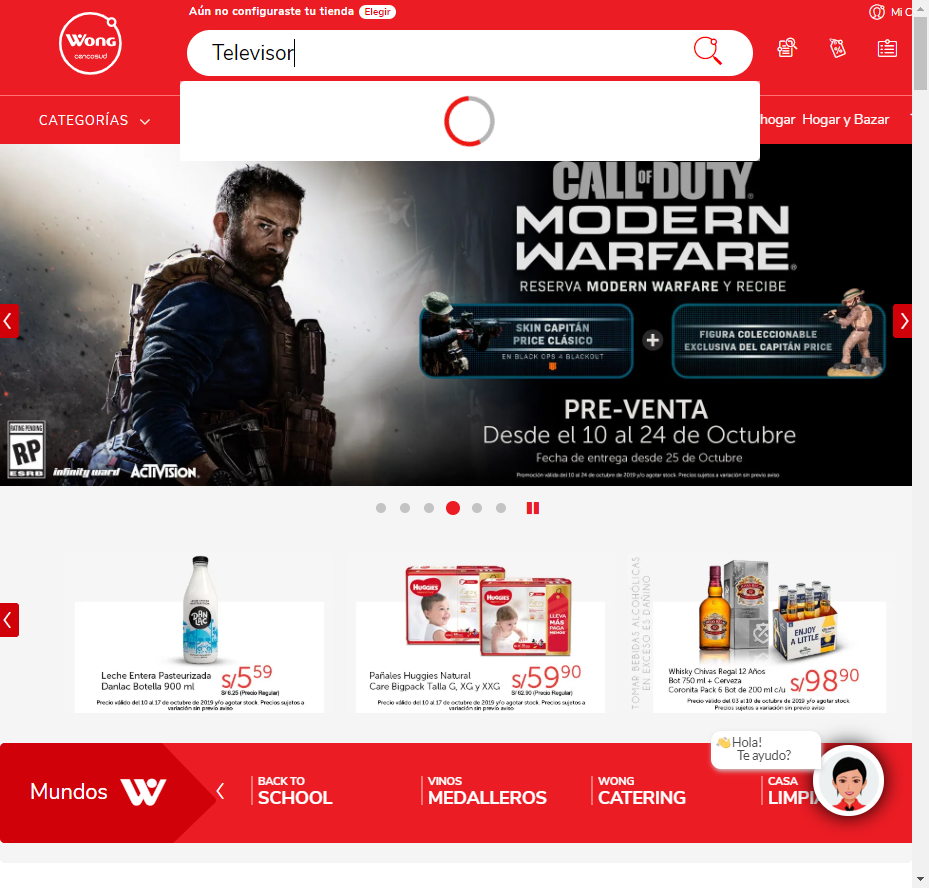 Aún no configuraste tu tienda Elegir
Mi C
Wong
cencosud
Televisor
CATEGORÍAS
hogar Hogar y Bazar
CALL OF DUTY
MODERN
WARFARE
RESERVA MODERN WARFARE Y RECIBE
SKIN CAPITÁN
PRICE CLÁSICO
EN BLACK OPS 4 BLACKOUT
FIGURA COLECCIONABLE
EXCLUSIVA DEL CAPITÁN PRICE
PRE-VENTA
Desde el 10 al 24 de Octubre
Fecha de entrega desde 25 de Octubre
Promoción válida del 10 al 24 de octubre de 2019 y/o agotar stock. Precios sujetos a variación sin previo aviso
RATING PENDING
RP
ESRB
infinity ward
ACTIVISION
DAN LAC
Leche Entera Pasteurizada
Danlac Botella 900 ml
S/5.59
S/6.25 (Precio Regular)
Precio válido del 10 al 17 de octubre de 2019 y/o agotar stock. Precios sujetos a
variación sin previo aviso
HUGGIES
HUGGIES
LLEVA
MÁS
PAGA
MENOS
Pañales Huggies Natural
Care Bigpack Talla G, XG y XXG
S/59.90
S/62.90 (Precio Regular)
Precio válido del 10 al 17 de octubre de 2019 y/o agotar stock. Precios sujetos a
variación sin previo aviso
TOMAR BEBIDAS ALCOHÓLICAS
EN EXCESO ES DAÑINO
ENJOY
A LITTLE
Whisky Chivas Regal 12 Años
Bot 750 ml + Cerveza
Coronita Pack 6 Bot de 200 ml c/u
S/98.90
Precio válido del 03 al 10 de octubre de 2019 y/o agotar stock.
Precios sujetos a variación sin previo aviso
Hola!
Te ayudo?
Mundos W
BACK TO
SCHOOL
VINOS
MEDALLEROS
WONG
CATERING
CASA
LIMPI